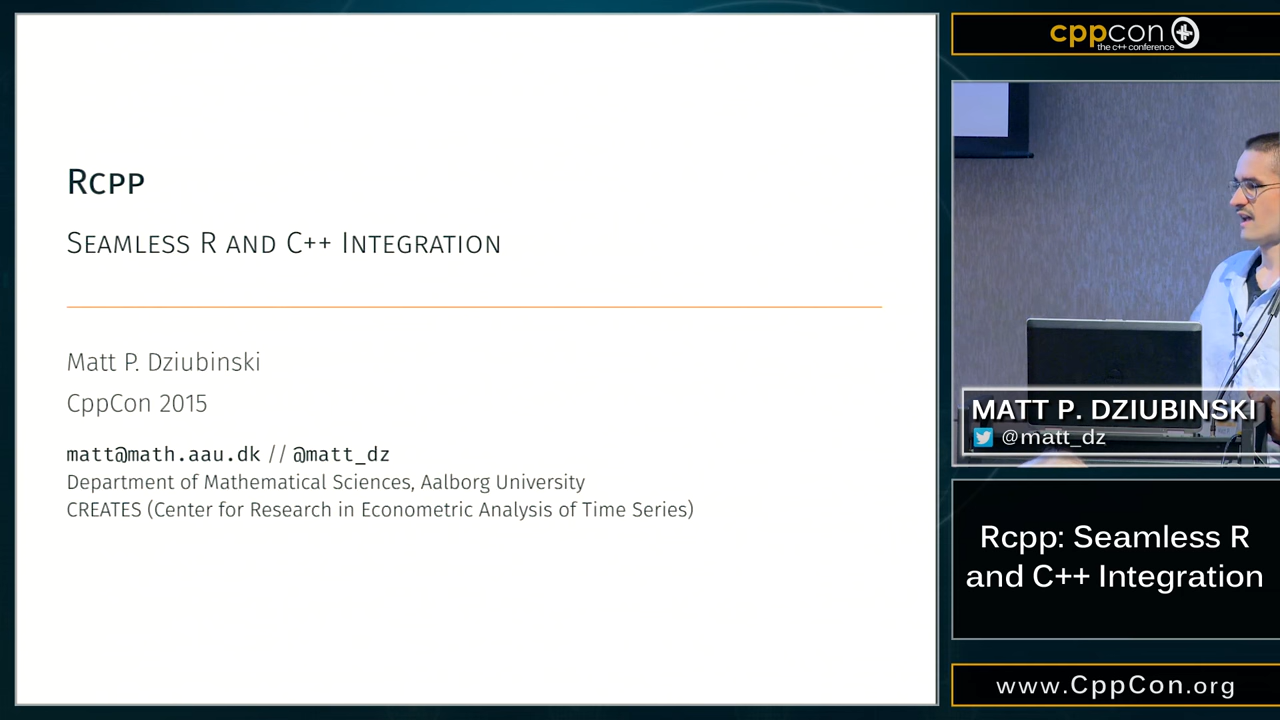 Rcpp
Seamless R and C++ Integration
Matt P. Dziubinski
CppCon 2015
matt@math.aau.dk // @matt_dz
Department of Mathematical Sciences, Aalborg University
CREATES (Center for Research in Econometric Analysis of Time Series)
cppcon
the c++ conference
MATT P. DZIUBINSKI
@matt_dz
Rcpp: Seamless R
and C++ Integration
www.CppCon.org